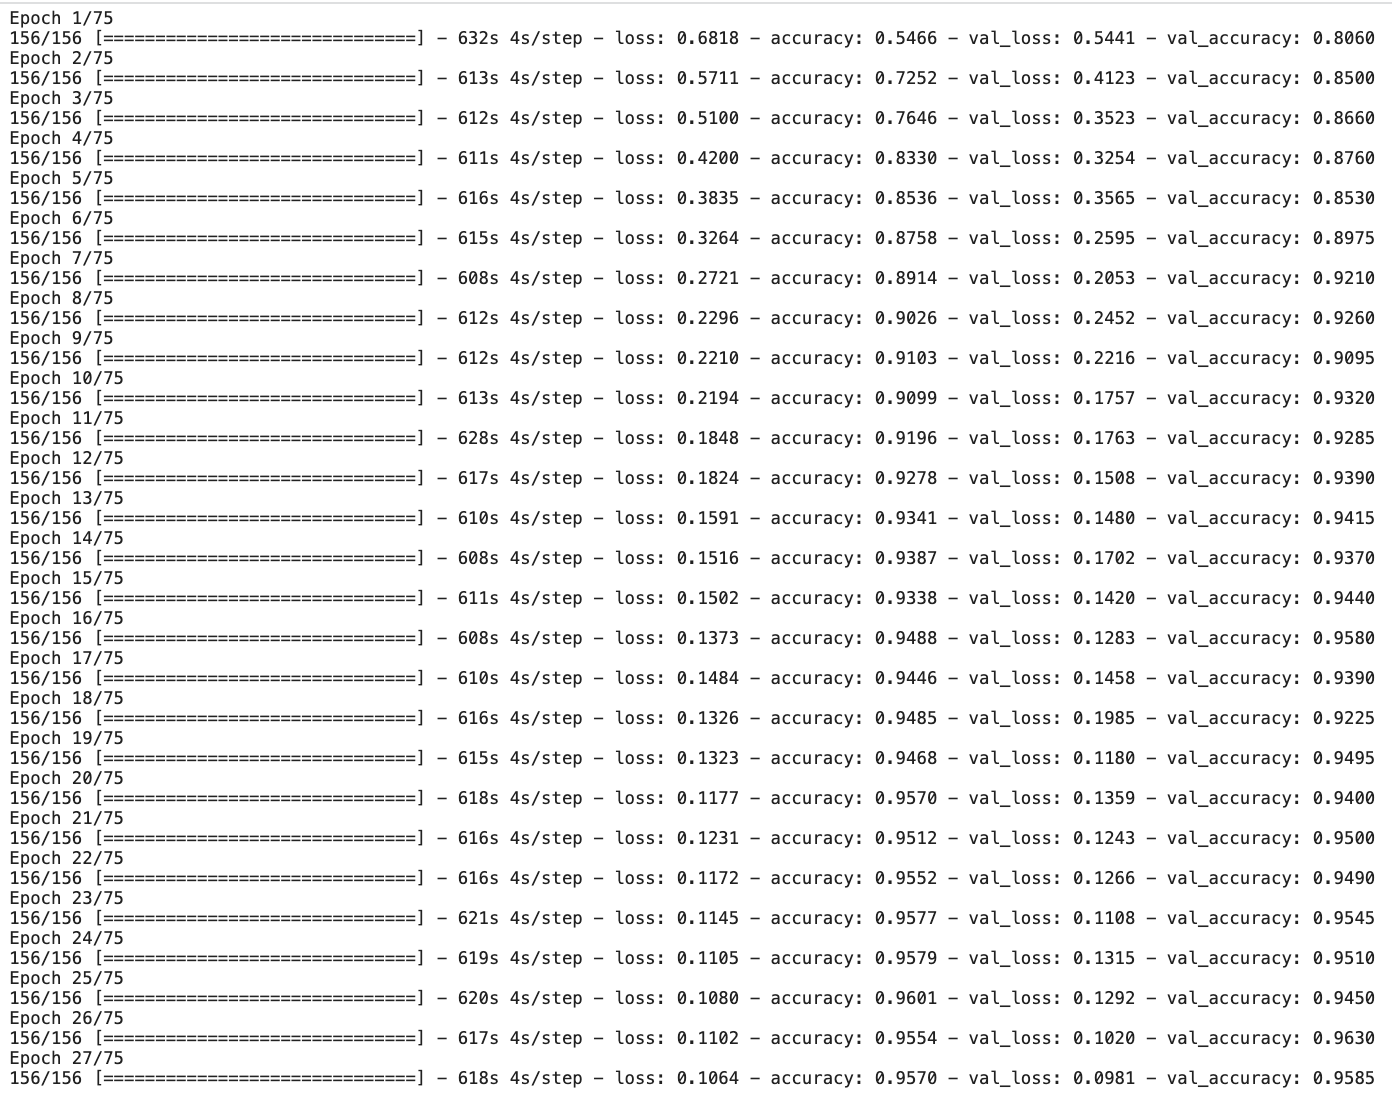 Epoch 1/75
156/156 [==============================] - 632s 4s/step - loss: 0.6818 - accuracy: 0.5466 - val_loss: 0.5441 - val_accuracy: 0.8060
Epoch 2/75
156/156 [==============================] - 613s 4s/step - loss: 0.5711 - accuracy: 0.7252 - val_loss: 0.4123 - val_accuracy: 0.8500
Epoch 3/75
156/156 [==============================] - 612s 4s/step - loss: 0.5100 - accuracy: 0.7646 - val_loss: 0.3523 - val_accuracy: 0.8660
Epoch 4/75
156/156 [==============================] - 611s 4s/step - loss: 0.4200 - accuracy: 0.8330 - val_loss: 0.3254 - val_accuracy: 0.8760
Epoch 5/75
156/156 [==============================] - 616s 4s/step - loss: 0.3835 - accuracy: 0.8536 - val_loss: 0.3565 - val_accuracy: 0.8530
Epoch 6/75
156/156 [==============================] - 615s 4s/step - loss: 0.3264 - accuracy: 0.8758 - val_loss: 0.2595 - val_accuracy: 0.8975
Epoch 7/75
156/156 [==============================] - 608s 4s/step - loss: 0.2721 - accuracy: 0.8914 - val_loss: 0.2053 - val_accuracy: 0.9210
Epoch 8/75
156/156 [==============================] - 612s 4s/step - loss: 0.2296 - accuracy: 0.9026 - val_loss: 0.2452 - val_accuracy: 0.9260
Epoch 9/75
156/156 [==============================] - 612s 4s/step - loss: 0.2210 - accuracy: 0.9103 - val_loss: 0.2216 - val_accuracy: 0.9095
Epoch 10/75
156/156 [==============================] - 613s 4s/step - loss: 0.2194 - accuracy: 0.9099 - val_loss: 0.1757 - val_accuracy: 0.9320
Epoch 11/75
156/156 [==============================] - 628s 4s/step - loss: 0.1848 - accuracy: 0.9196 - val_loss: 0.1763 - val_accuracy: 0.9285
Epoch 12/75
156/156 [==============================] - 617s 4s/step - loss: 0.1824 - accuracy: 0.9278 - val_loss: 0.1508 - val_accuracy: 0.9390
Epoch 13/75
156/156 [==============================] - 610s 4s/step - loss: 0.1591 - accuracy: 0.9341 - val_loss: 0.1480 - val_accuracy: 0.9415
Epoch 14/75
156/156 [==============================] - 608s 4s/step - loss: 0.1516 - accuracy: 0.9387 - val_loss: 0.1702 - val_accuracy: 0.9370
Epoch 15/75
156/156 [==============================] - 611s 4s/step - loss: 0.1502 - accuracy: 0.9338 - val_loss: 0.1420 - val_accuracy: 0.9440
Epoch 16/75
156/156 [==============================] - 608s 4s/step - loss: 0.1373 - accuracy: 0.9488 - val_loss: 0.1283 - val_accuracy: 0.9580
Epoch 17/75
156/156 [==============================] - 610s 4s/step - loss: 0.1484 - accuracy: 0.9446 - val_loss: 0.1458 - val_accuracy: 0.9390
Epoch 18/75
156/156 [==============================] - 616s 4s/step - loss: 0.1326 - accuracy: 0.9485 - val_loss: 0.1985 - val_accuracy: 0.9225
Epoch 19/75
156/156 [==============================] - 615s 4s/step - loss: 0.1323 - accuracy: 0.9468 - val_loss: 0.1180 - val_accuracy: 0.9495
Epoch 20/75
156/156 [==============================] - 618s 4s/step - loss: 0.1177 - accuracy: 0.9570 - val_loss: 0.1359 - val_accuracy: 0.9400
Epoch 21/75
156/156 [==============================] - 616s 4s/step - loss: 0.1231 - accuracy: 0.9512 - val_loss: 0.1243 - val_accuracy: 0.9500
Epoch 22/75
156/156 [==============================] - 616s 4s/step - loss: 0.1172 - accuracy: 0.9552 - val_loss: 0.1266 - val_accuracy: 0.9490
Epoch 23/75
156/156 [==============================] - 621s 4s/step - loss: 0.1145 - accuracy: 0.9577 - val_loss: 0.1108 - val_accuracy: 0.9545
Epoch 24/75
156/156 [==============================] - 619s 4s/step - loss: 0.1105 - accuracy: 0.9579 - val_loss: 0.1315 - val_accuracy: 0.9510
Epoch 25/75
156/156 [==============================] - 620s 4s/step - loss: 0.1080 - accuracy: 0.9601 - val_loss: 0.1292 - val_accuracy: 0.9450
Epoch 26/75
156/156 [==============================] - 617s 4s/step - loss: 0.1102 - accuracy: 0.9554 - val_loss: 0.1020 - val_accuracy: 0.9630
Epoch 27/75
156/156 [==============================] - 618s 4s/step - loss: 0.1064 - accuracy: 0.9570 - val_loss: 0.0981 - val_accuracy: 0.9585